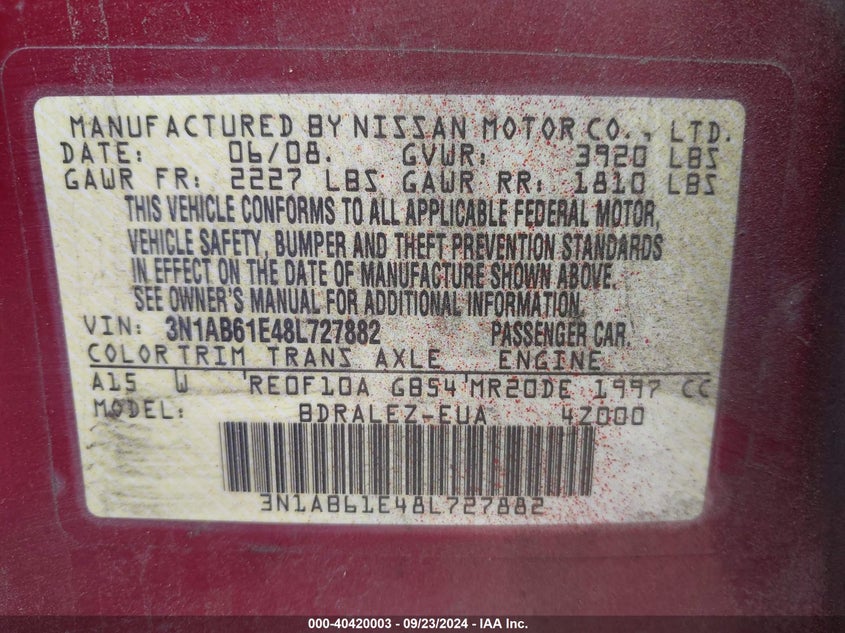 MANUFACTURED BY NISSAN MOTOR CO., LTD.
DATE: 06/08. GVWR: 3920 LBS
GAWR FR: 2227 LBS GAWR RR: 1810 LBS
THIS VEHICLE CONFORMS TO ALL APPLICABLE FEDERAL MOTOR,
VEHICLE SAFETY, BUMPER AND THEFT PREVENTION STANDARDS
IN EFFECT ON THE DATE OF MANUFACTURE SHOWN ABOVE.
SEE OWNER'S MANUAL FOR ADDITIONAL INFORMATION.
VIN: 3N1AB61E48L727882 PASSENGER CAR.
COLOR TRIM TRANS AXLE ENGINE
A15 W RE0F10A GB54 MR20DE 1997 CC
MODEL: BDRALEZ-EUA 4Z000
3N1AB61E48L727882
000-40420003 - 09/23/2024 - IAA Inc.